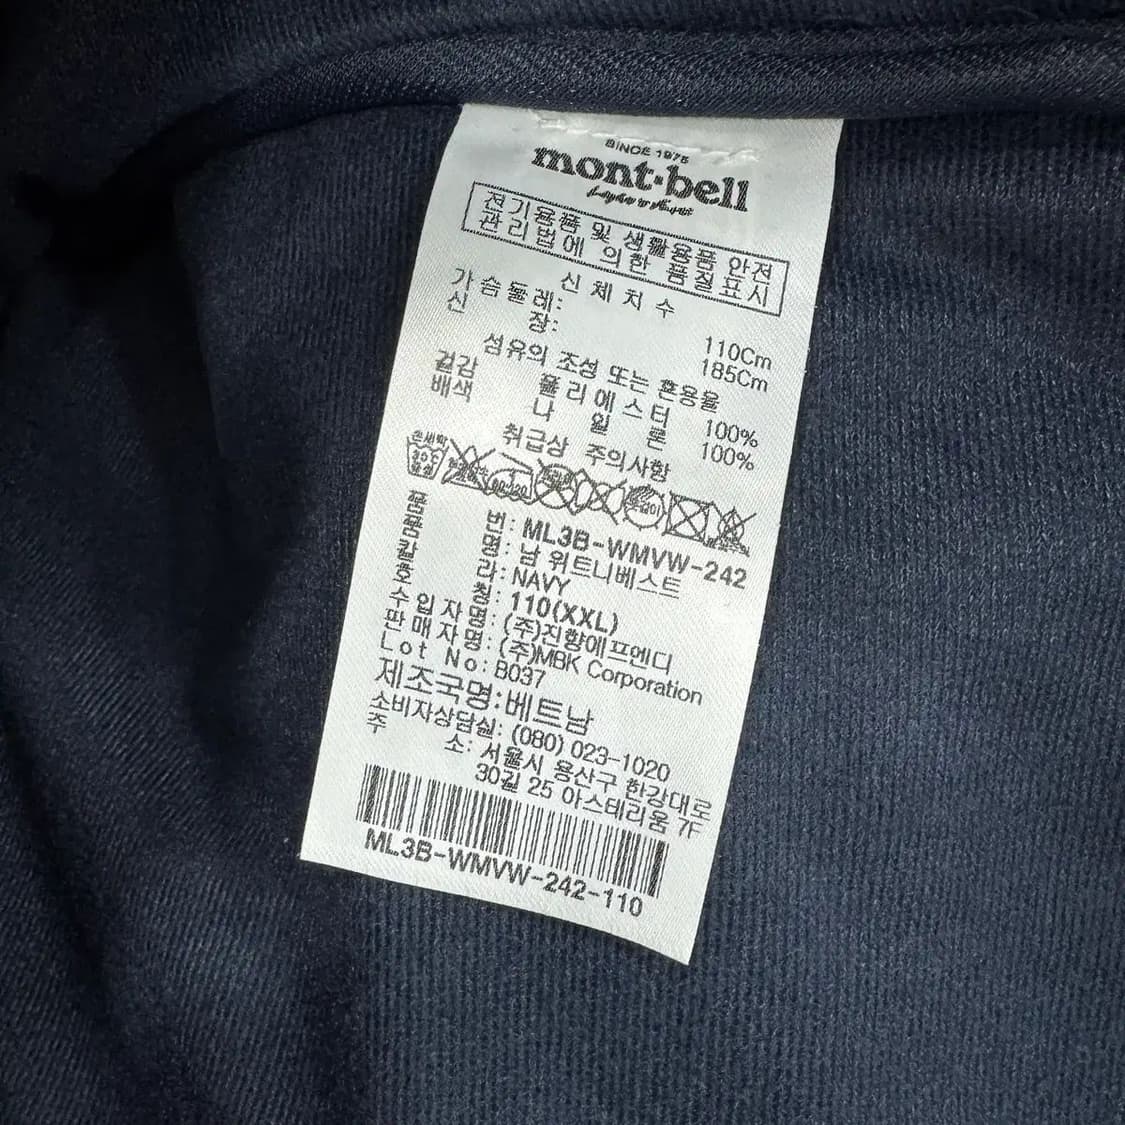 SINCE 1975
mont·bell
전기용품 및 생활용품 안전
관리법에 의한 품질표시
신체치수
가슴둘레: 110Cm
신 장: 185Cm
섬유의 조성 또는 혼용율
겉감 폴리에스터 100%
배색 나일론 100%
취급상 주의사항
품 번: ML3B-WMVW-242
품 명: 남 위트니베스트
칼 라: NAVY
호 칭: 110(XXL)
수입자명: (주)진향에프엔디
판매자명: (주)MBK Corporation
Lot No: B037
제조국명: 베트남
소비자상담실: (080) 023-1020
주 소: 서울시 용산구 한강대로
30길 25 아스테리움 7F
ML3B-WMVW-242-110